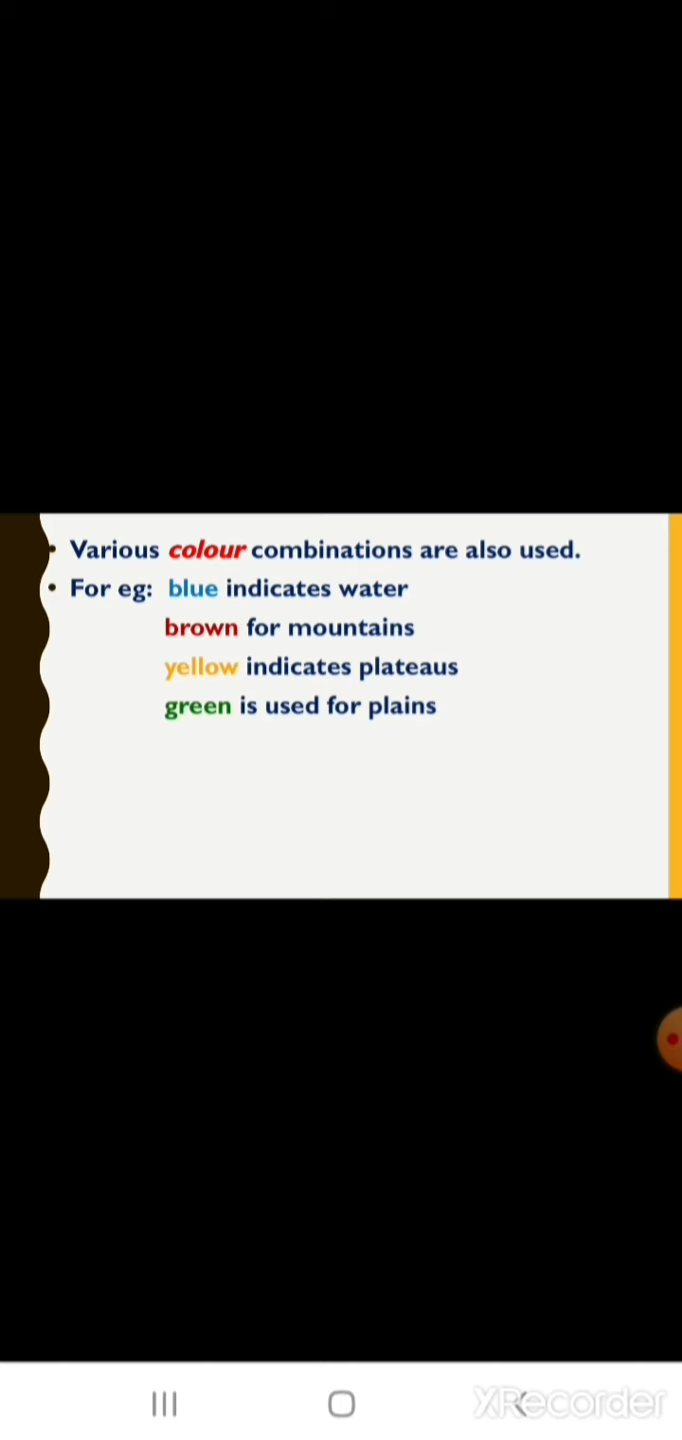 • Various colour combinations are also used.
• For eg: blue indicates water
brown for mountains
yellow indicates plateaus
green is used for plains
XRecorder